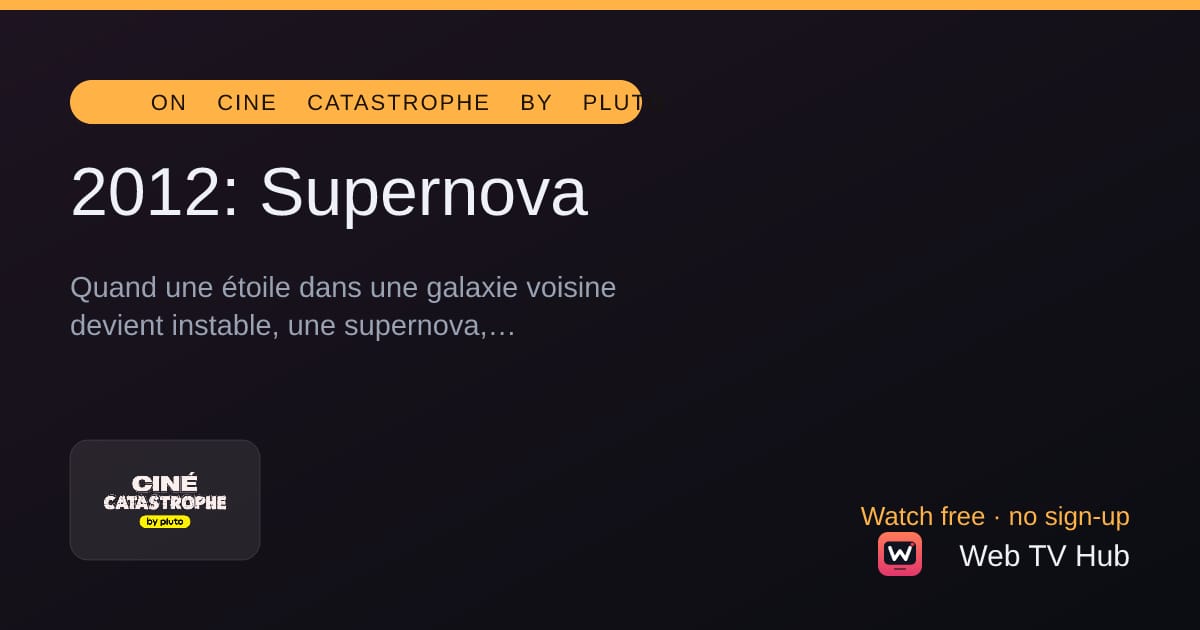 ON CINE CATASTROPHE BY PLUT
2012: Supernova
Quand une étoile dans une galaxie voisine
devient instable, une supernova,…
CINÉ
CATASTROPHE
by pluto
Watch free · no sign-up
W
Web TV Hub